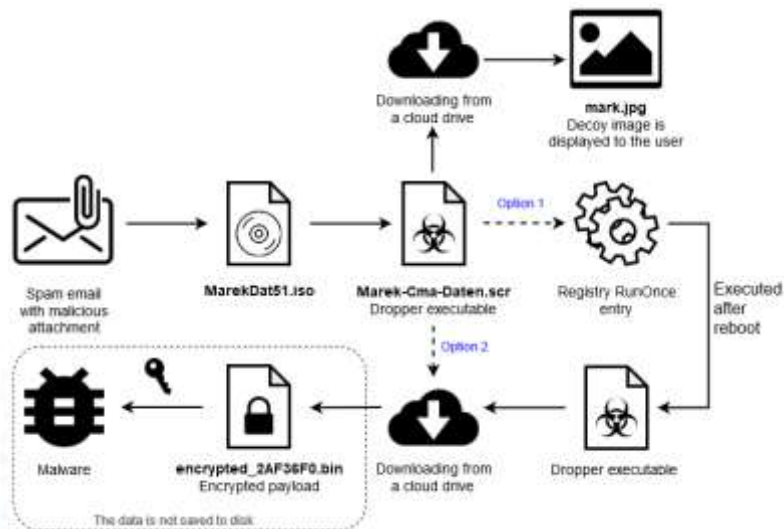 Downloading from
a cloud drive
mark.jpg
Decoy image is
displayed to the user
Option 1
Spam email
with malicious
attachment
MarekDat51.iso
Marek-Cma-Daten.scr
Dropper executable
Registry RunOnce
entry
Executed
after
reboot
Option 2
Malware
encrypted_2AF36F0.bin
Encrypted payload
Downloading from
a cloud drive
Dropper executable
The data is not saved to disk